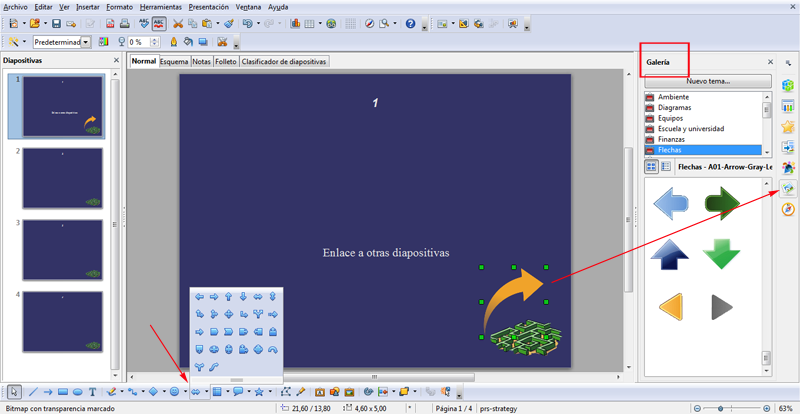 Archivo Editar Ver Insertar Formato Herramientas Presentación Ventana Ayuda
Predeterminad 0 %
Diapositivas
Normal Esquema Notas Folleto Clasificador de diapositivas
Galería
Nuevo tema...
Ambiente
Diagramas
Equipos
Escuela y universidad
Finanzas
Flechas
Flechas - A01-Arrow-Gray-Le
1
2
3
4
1
Enlace a otras diapositivas
Bitmap con transparencia marcado 21,60 / 13,80 4,60 x 5,00 * Página 1 / 4 prs-strategy 63%